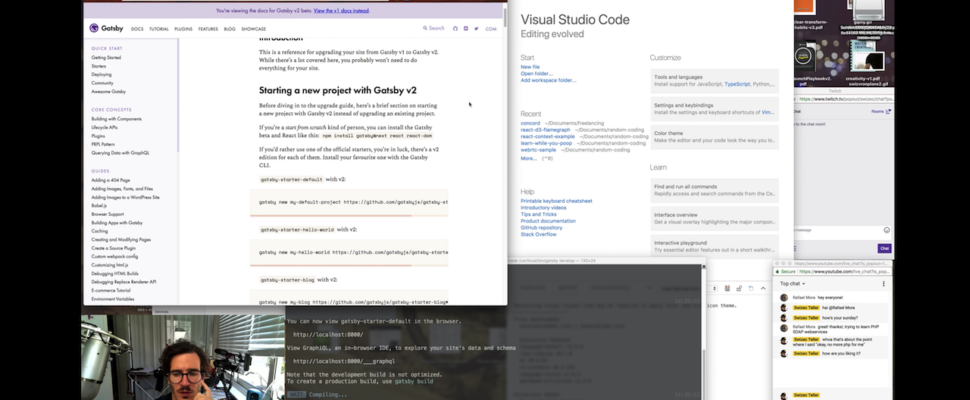 You're viewing the docs for Gatsby v2 beta. View the v1 docs instead.
Gatsby DOCS TUTORIAL PLUGINS FEATURES BLOG SHOWCASE Search .COM
QUICK START
Getting Started
Starters
Deploying
Community
Awesome Gatsby
CORE CONCEPTS
Building with Components
Lifecycle APIs
Plugins
PRPL Pattern
Querying Data with GraphQL
GUIDES
Adding a 404 Page
Adding Images, Fonts, and Files
Adding Images to a WordPress Site
Babel.js
Browser Support
Building Apps with Gatsby
Caching
Creating and Modifying Pages
Create a Source Plugin
Custom webpack config
Customizing html.js
Debugging HTML Builds
Debugging Replace Renderer API
E-commerce Tutorial
Environment Variables
Introduction
This is a reference for upgrading your site from Gatsby v1 to Gatsby v2.
While there's a lot covered here, you probably won't need to
do everything for your site.
Starting a new project with Gatsby v2
Before diving in to the upgrade guide, here's a brief section on starting
a new project with Gatsby v2 instead of upgrading an existing project.
If you're a start from scratch kind of person, you can install the Gatsby
beta and React like this: npm install gatsby@next react react-dom
If you'd rather use one of the official starters, you're in luck, there's a v2
edition for each of them. Install your favourite one with the Gatsby
CLI.
gatsby-starter-default with v2:
gatsby new my-default-project https://github.com/gatsbyjs/gatsby-st
gatsby-starter-hello-world with v2:
gatsby new my-hello-world https://github.com/gatsbyjs/gatsby-starte
gatsby-starter-blog with v2:
gatsby new my-blog https://github.com/gatsbyjs/gatsby-starter-blog#
Visual Studio Code
Editing evolved
Start
New file
Open folder...
Add workspace folder...
Recent
concord ~/Documents/freelancing
react-d3-flamegraph ~/Documents/random-coding
react-context-example ~/Documents/random-coding
learn-while-you-poop ~/Documents/random-coding
webrtc-sample ~/Documents/random-coding
More... (^R)
Help
Printable keyboard cheatsheet
Introductory videos
Tips and Tricks
Product documentation
GitHub repository
Stack Overflow
Customize
Tools and languages
Install support for JavaScript, TypeScript, Python,...
Settings and keybindings
Install the settings and keyboard shortcuts of Vim...
Color theme
Make the editor and your code look the way you lo...
Learn
Find and run all commands
Rapidly access and search commands from the Co...
Interface overview
Get a visual overlay highlighting the major compon...
Interactive playground
Try essential editor features out in a short walkthr...
creativity-v1.pdf
Twitch
Rooms
Chat
icon theme.
You can now view gatsby-starter-default in the browser.
http://localhost:8000/
View GraphiQL, an in-browser IDE, to explore your site's data and schema
http://localhost:8000/___graphql
Note that the development build is not optimized.
To create a production build, use gatsby build
WAIT Compiling...
Secure
Top chat
Rafael Mora hey everyone!
Swizec Teller hai @Rafael Mora
Swizec Teller how's your sunday?
Rafael Mora great! thanks; trying to learn PHP
SOAP webservices
Swizec Teller whoa that's about the point
where I said "okay, no more php for me"
Swizec Teller how are you liking it?
Swizec Teller